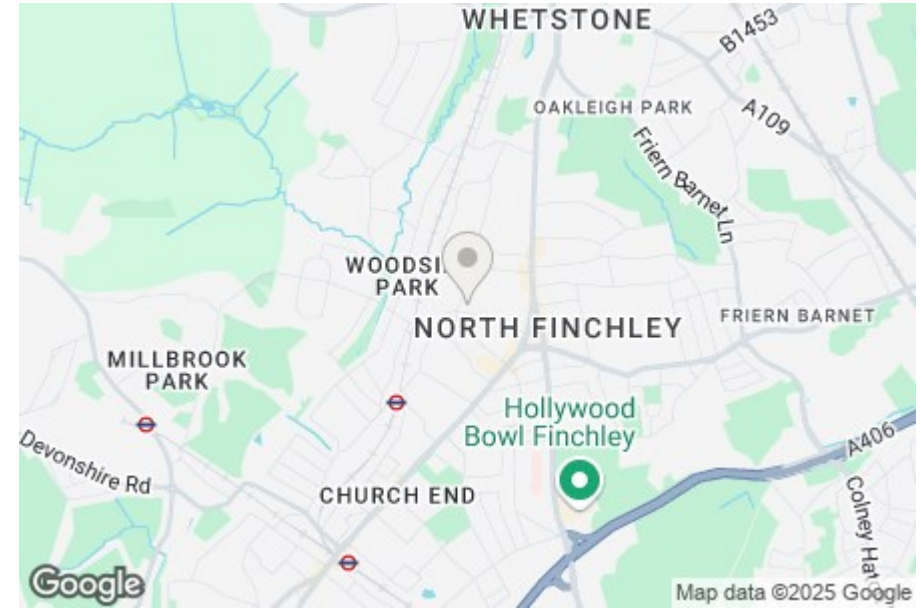 WHETSTONE
B1453
OAKLEIGH PARK
A109
Friern Barnet Ln
WOODSI
PARK
NORTH FINCHLEY
FRIERN BARNET
MILLBROOK
PARK
Hollywood
Bowl Finchley
A406
Devonshire Rd
CHURCH END
Colney Hat
Google
Map data ©2025 Google